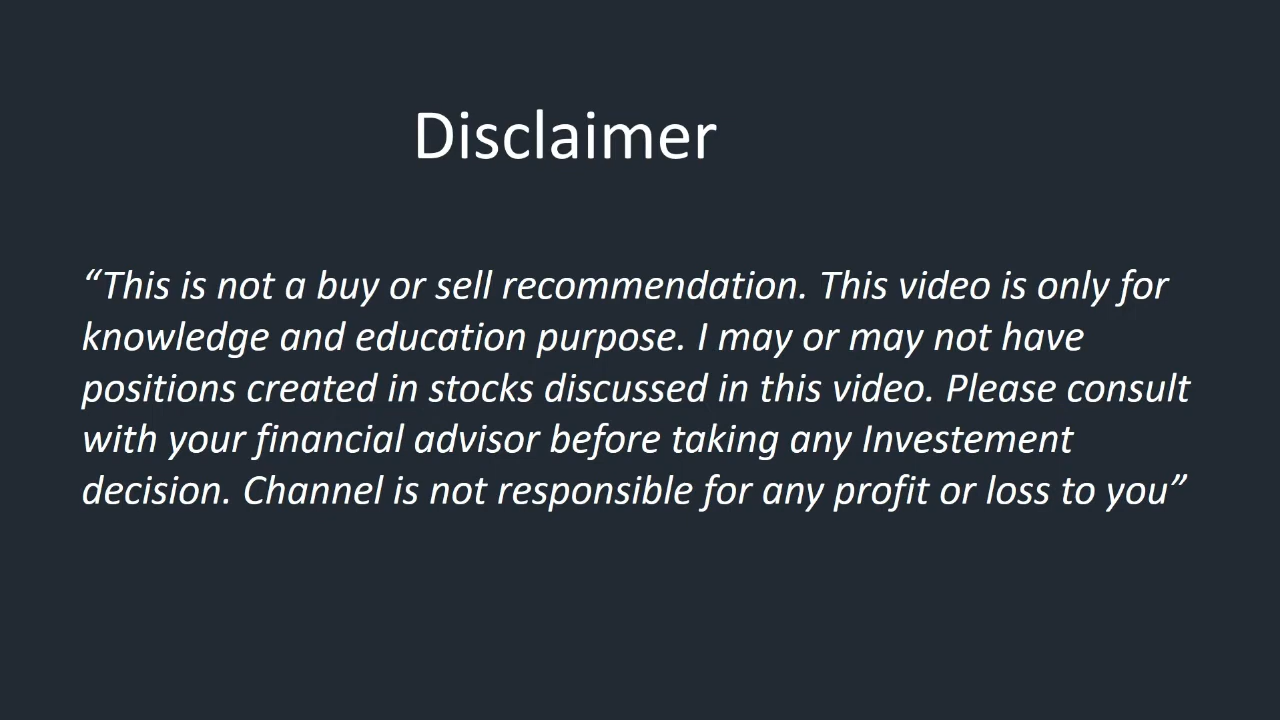 Disclaimer
“This is not a buy or sell recommendation. This video is only for
knowledge and education purpose. I may or may not have
positions created in stocks discussed in this video. Please consult
with your financial advisor before taking any Investement
decision. Channel is not responsible for any profit or loss to you”